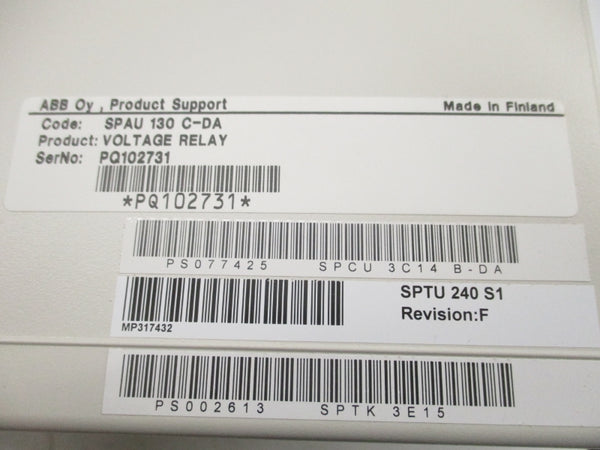 ABB Oy , Product Support Made in Finland
Code: SPAU 130 C-DA
Product: VOLTAGE RELAY
SerNo: PQ102731
*PQ102731*
PS077425 SPCU 3C14 B-DA
SPTU 240 S1
Revision:F
MP317432
PS002613 SPTK 3E15